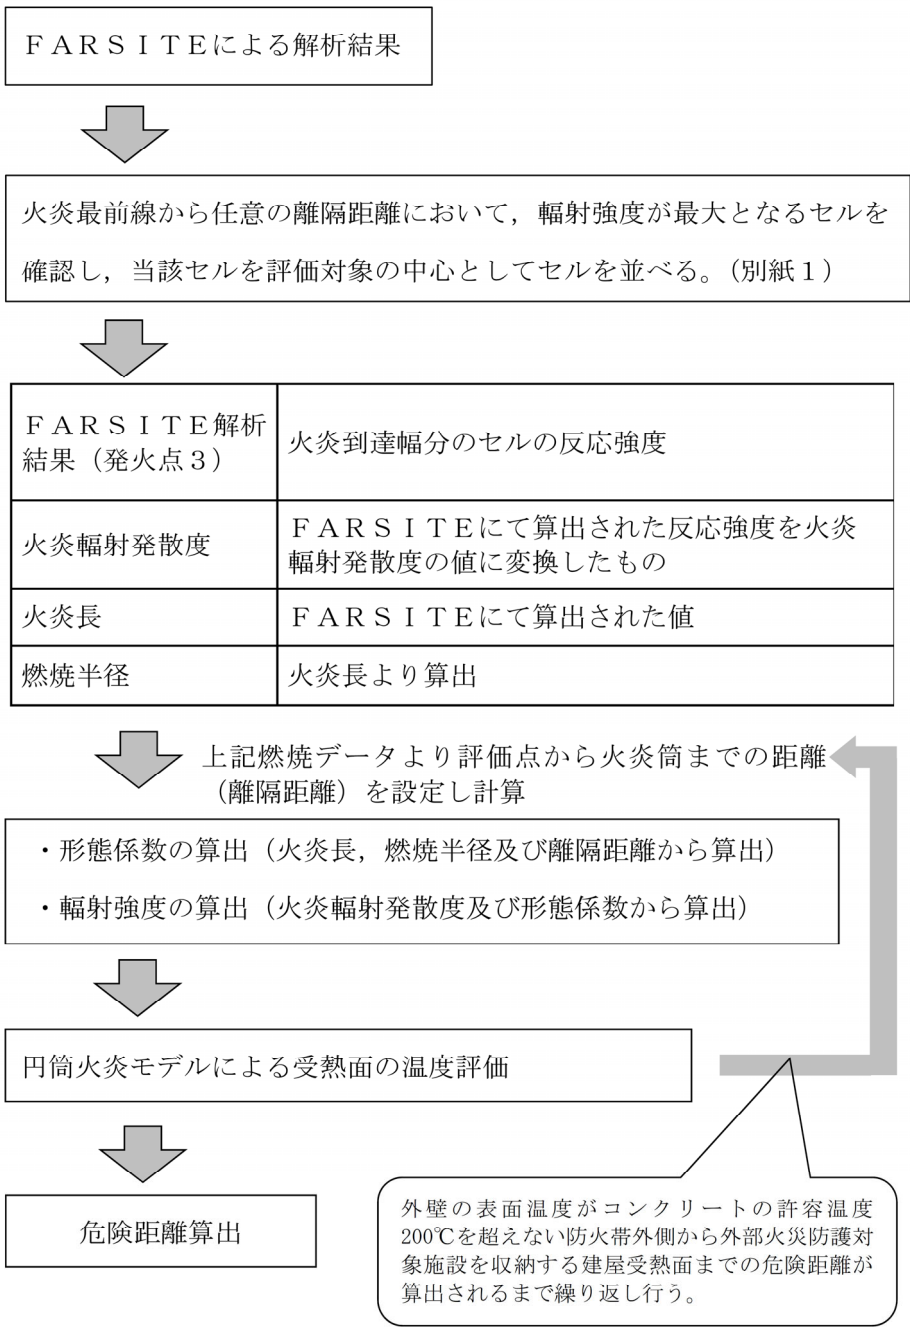 ＦＡＲＳＩＴＥによる解析結果
火炎最前線から任意の離隔距離において，輻射強度が最大となるセルを
確認し，当該セルを評価対象の中心としてセルを並べる。（別紙１）
ＦＡＲＳＩＴＥ解析
結果（発火点３）
火炎到達幅分のセルの反応強度
火炎輻射発散度
ＦＡＲＳＩＴＥにて算出された反応強度を火炎
輻射発散度の値に変換したもの
火炎長
ＦＡＲＳＩＴＥにて算出された値
燃焼半径
火炎長より算出
上記燃焼データより評価点から火炎筒までの距離
（離隔距離）を設定し計算
・形態係数の算出（火炎長，燃焼半径及び離隔距離から算出）
・輻射強度の算出（火炎輻射発散度及び形態係数から算出）
円筒火炎モデルによる受熱面の温度評価
危険距離算出
外壁の表面温度がコンクリートの許容温度
200℃を超えない防火帯外側から外部火災防護対
象施設を収納する建屋受熱面までの危険距離が
算出されるまで繰り返し行う。